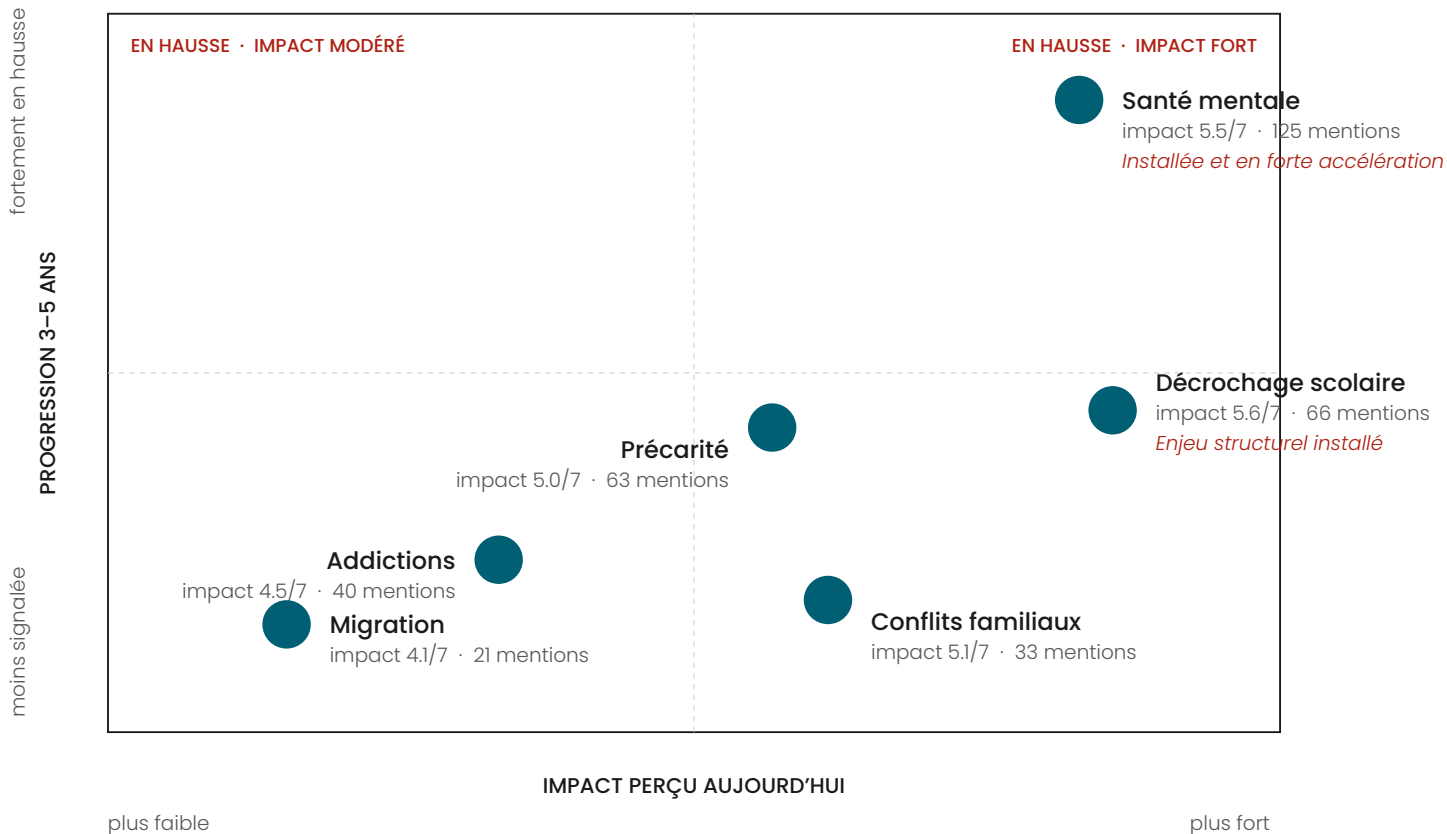 fortement en hausse
PROGRESSION 3–5 ANS
moins signalée
EN HAUSSE · IMPACT MODÉRÉ
EN HAUSSE · IMPACT FORT
Santé mentale
impact 5.5/7 · 125 mentions
Installée et en forte accélération
Décrochage scolaire
impact 5.6/7 · 66 mentions
Enjeu structurel installé
Précarité
impact 5.0/7 · 63 mentions
Addictions
impact 4.5/7 · 40 mentions
Migration
impact 4.1/7 · 21 mentions
Conflits familiaux
impact 5.1/7 · 33 mentions
IMPACT PERÇU AUJOURD’HUI
plus faible
plus fort